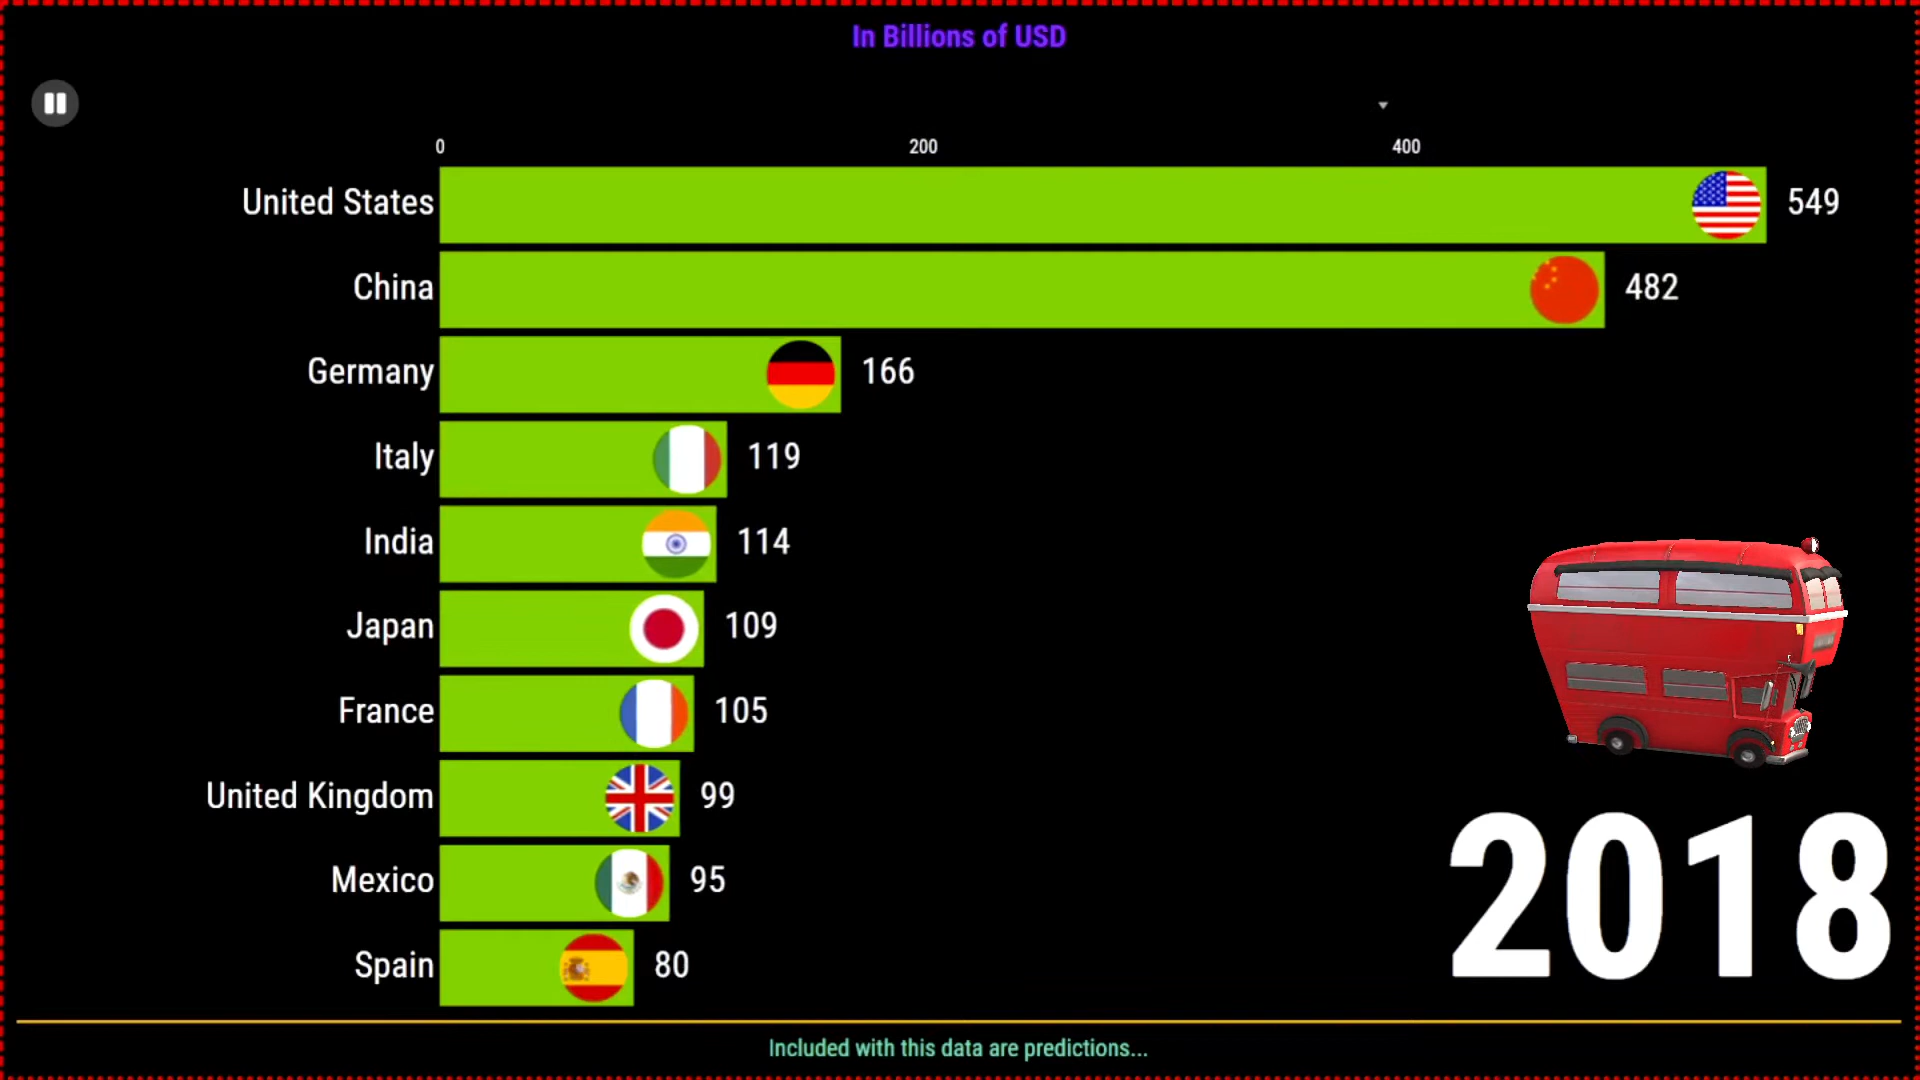 In Billions of USD
0 200 400
United States 549
China 482
Germany 166
Italy 119
India 114
Japan 109
France 105
United Kingdom 99
Mexico 95
Spain 80
2018
Included with this data are predictions...